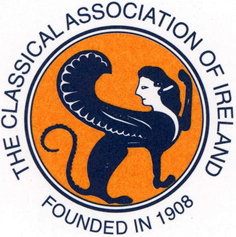 THE CLASSICAL ASSOCIATION OF IRELAND
FOUNDED IN 1908